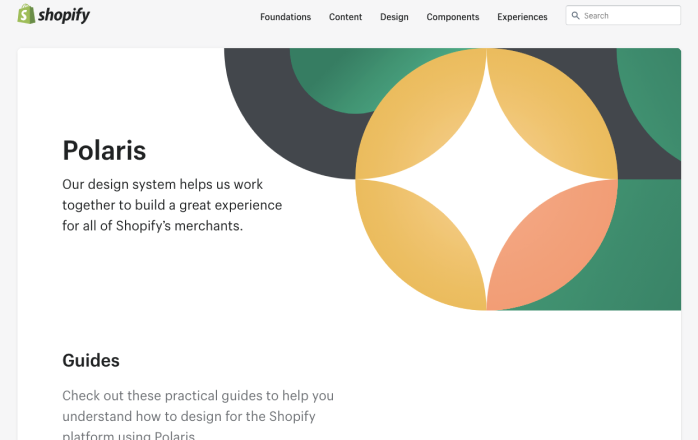 shopify
Foundations
Content
Design
Components
Experiences
Search
Polaris
Our design system helps us work
together to build a great experience
for all of Shopify's merchants.
Guides
Check out these practical guides to help you
understand how to design for the Shopify
platform using Polaris